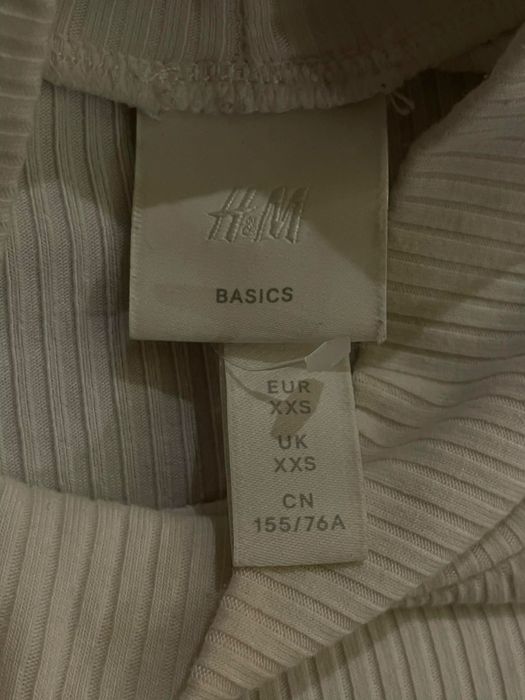 H&M
BASICS
EUR
XXS
UK
XXS
CN
155/76A